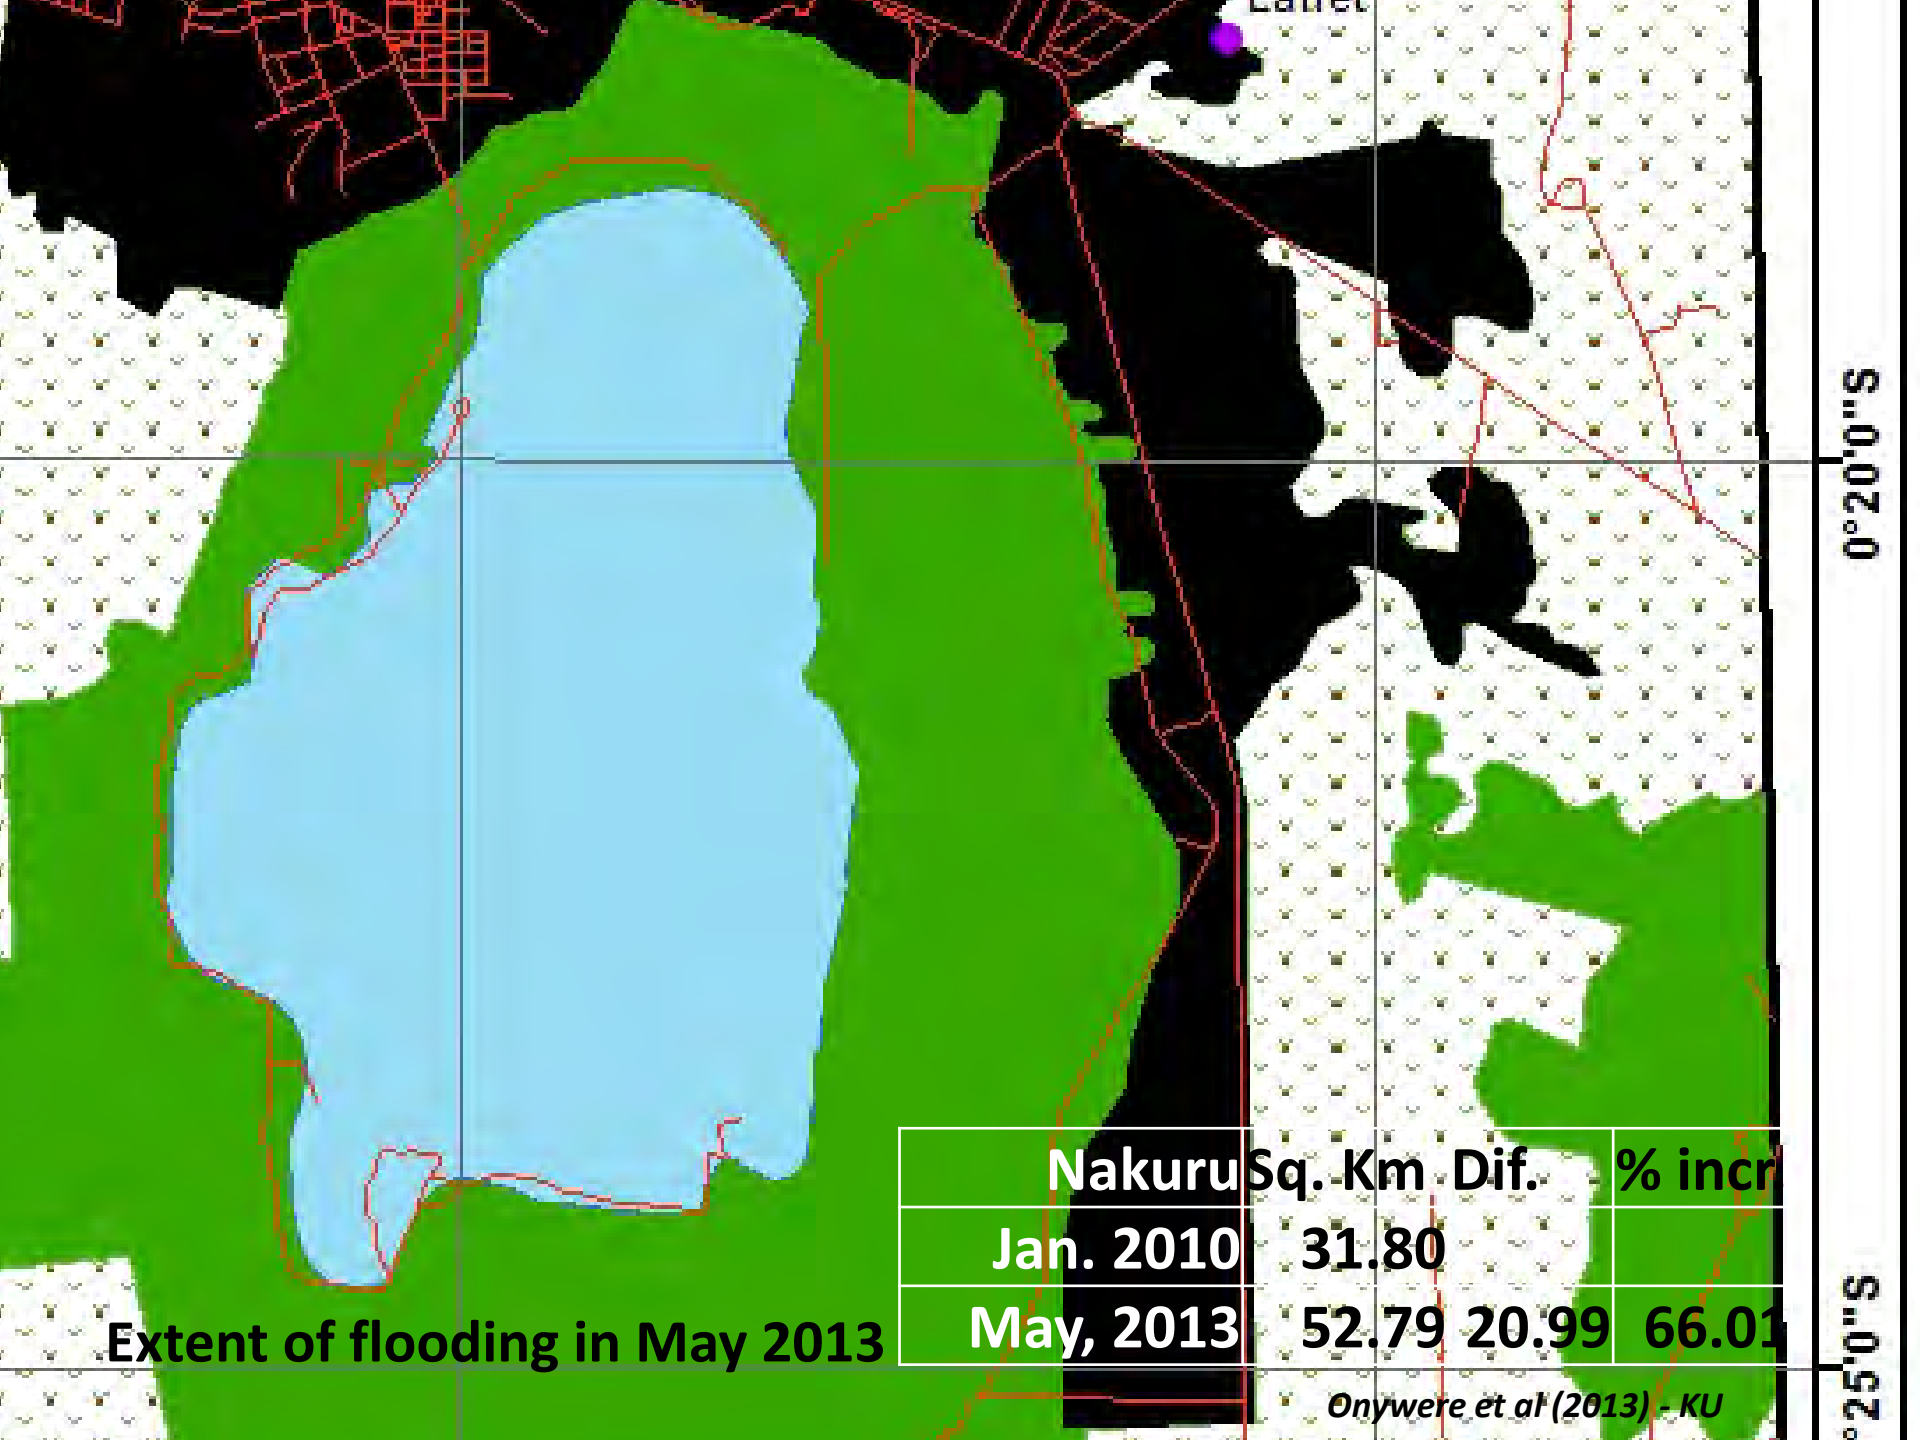 0°20'0"S
Nakuru Sq. Km Dif. % incr
Jan. 2010 31.80
May, 2013 52.79 20.99 66.01
Extent of flooding in May 2013
°25'0"S
Onywere et al (2013) - KU